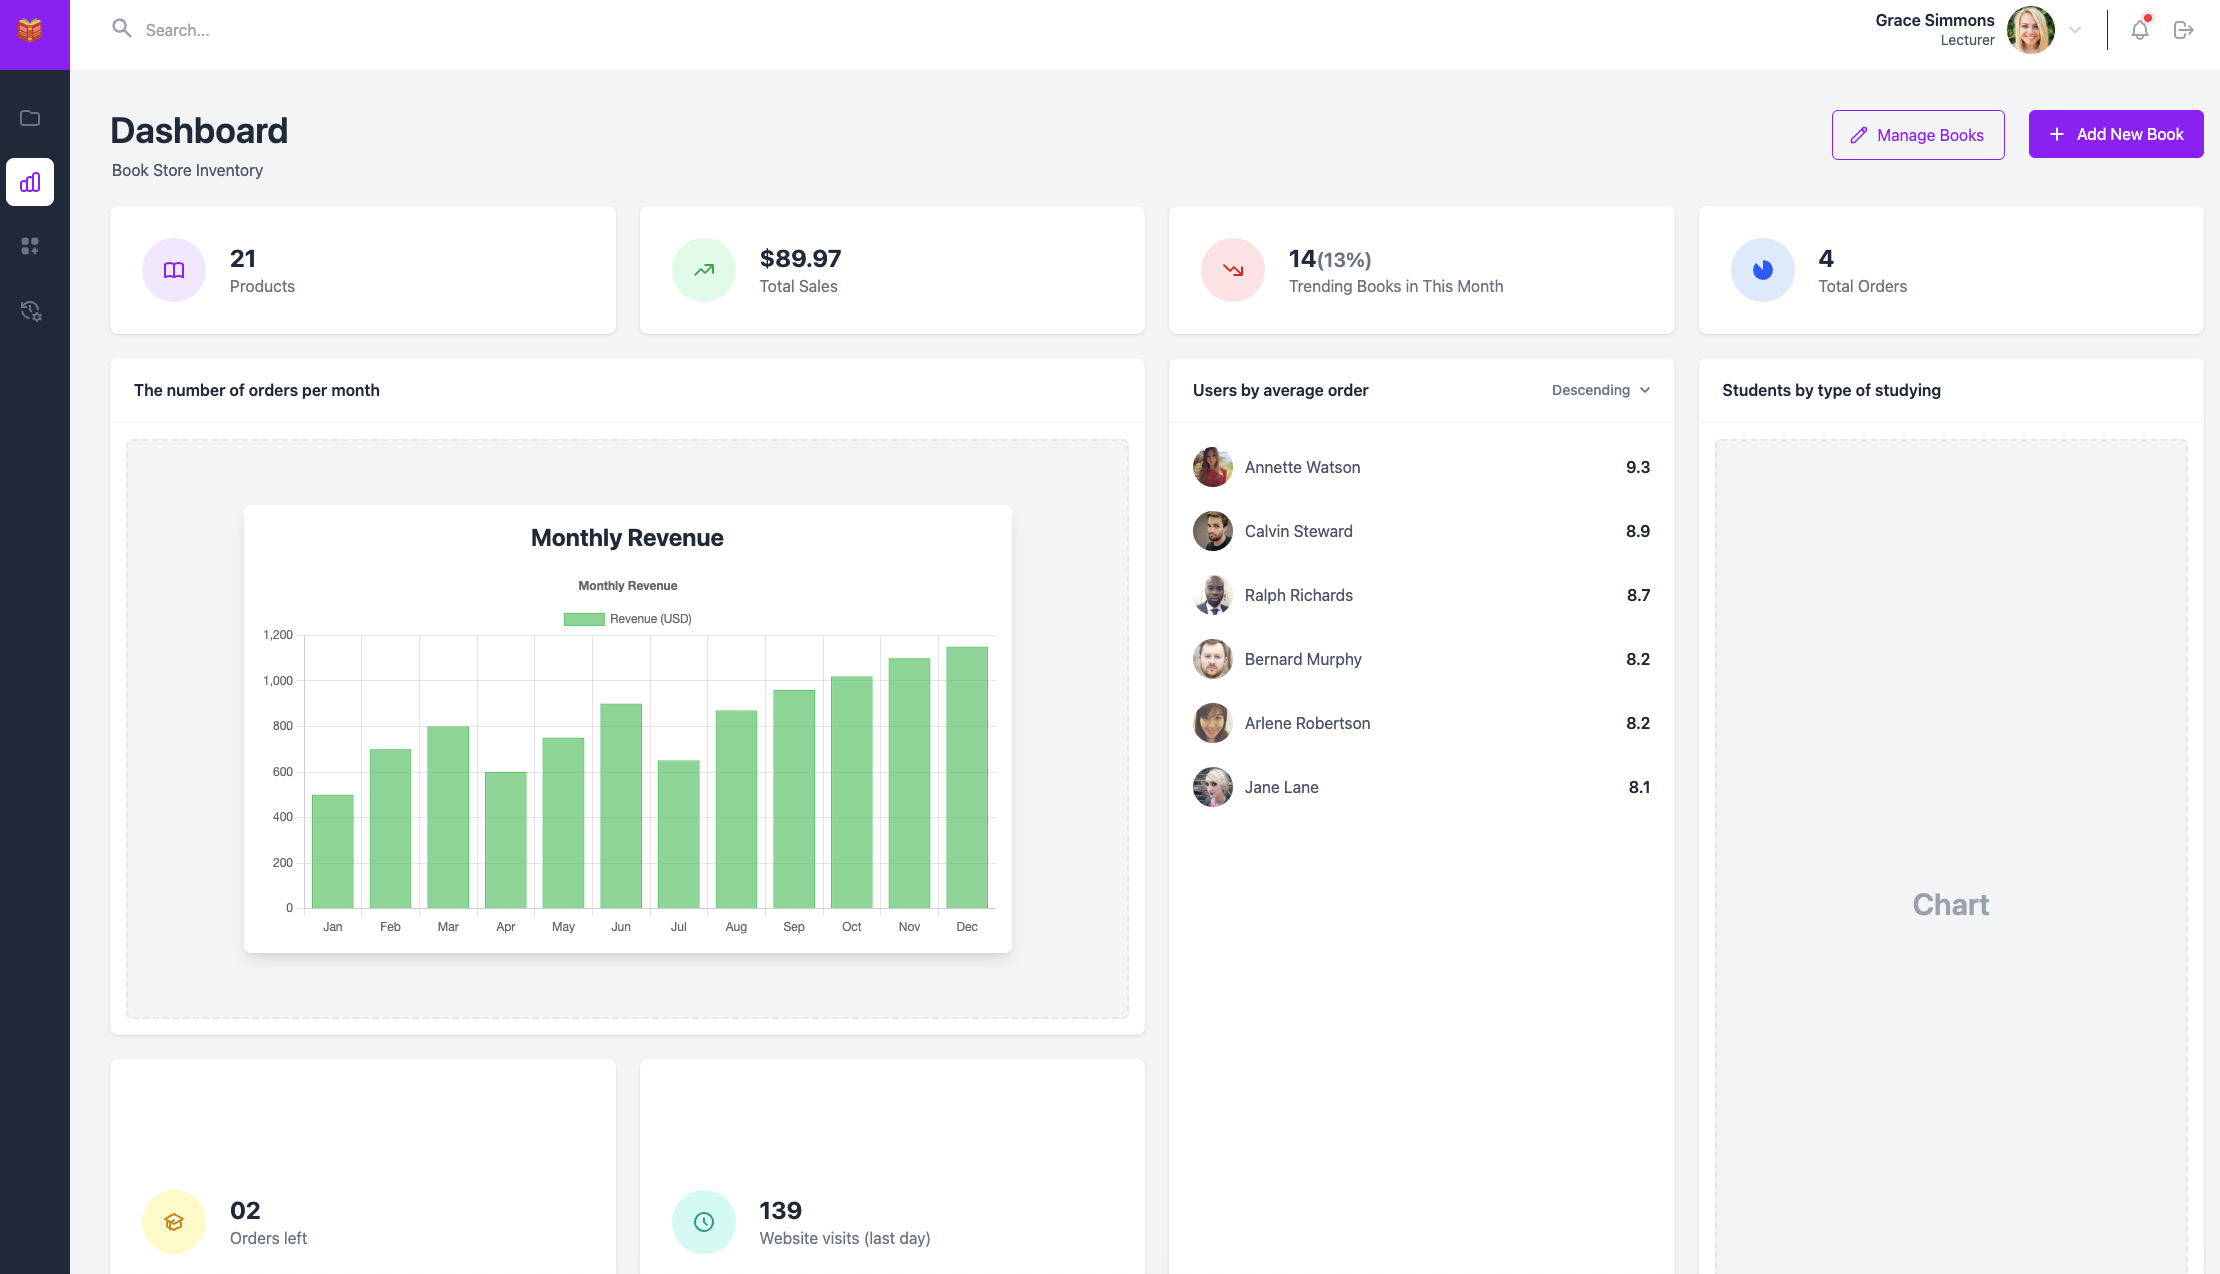 Search...
Grace Simmons
Lecturer
Dashboard
Book Store Inventory
Manage Books
Add New Book
21
Products
$89.97
Total Sales
14(13%)
Trending Books in This Month
4
Total Orders
The number of orders per month
Monthly Revenue
Monthly Revenue
Revenue (USD)
1,200
1,000
800
600
400
200
0
Jan Feb Mar Apr May Jun Jul Aug Sep Oct Nov Dec
Users by average order
Descending
Annette Watson 9.3
Calvin Steward 8.9
Ralph Richards 8.7
Bernard Murphy 8.2
Arlene Robertson 8.2
Jane Lane 8.1
Students by type of studying
Chart
02
Orders left
139
Website visits (last day)